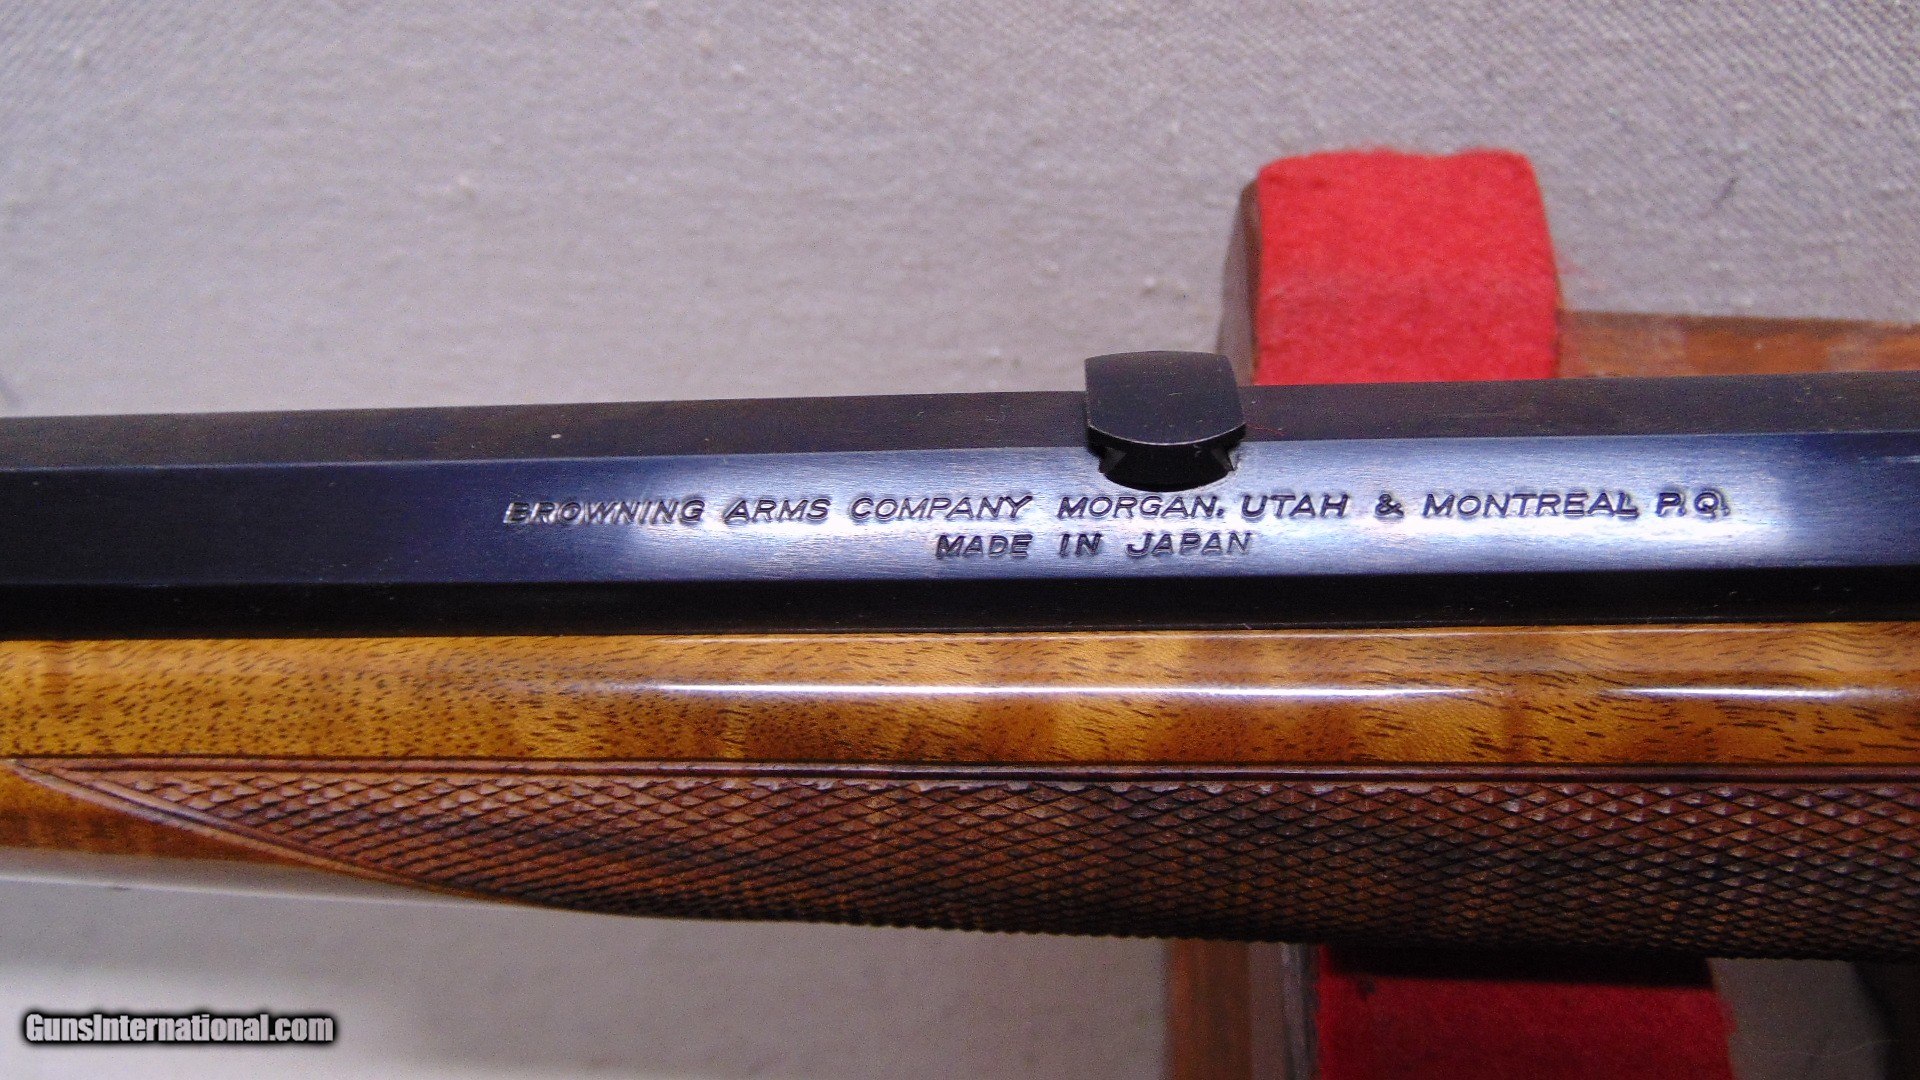 BROWNING ARMS COMPANY MORGAN, UTAH & MONTREAL P.Q.
MADE IN JAPAN
GunsInternational.com